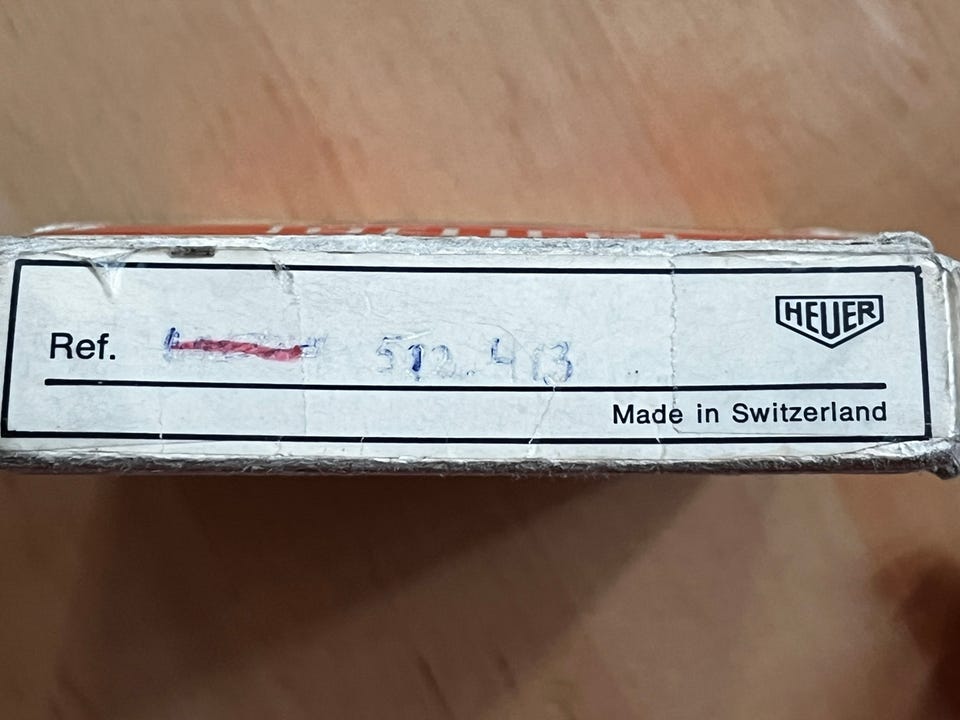 HEUER
Ref. 512.413
Made in Switzerland